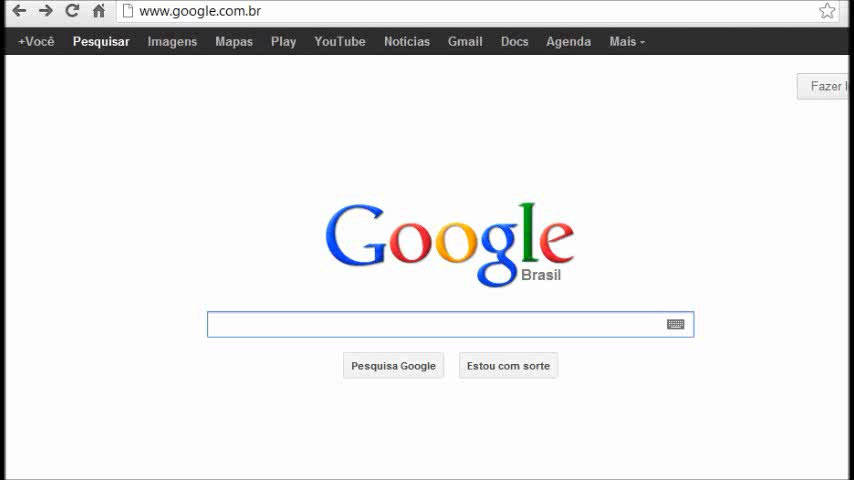 www.google.com.br
+Você Pesquisar Imagens Mapas Play YouTube Notícias Gmail Docs Agenda Mais
Fazer l
Google
Brasil
Pesquisa Google Estou com sorte